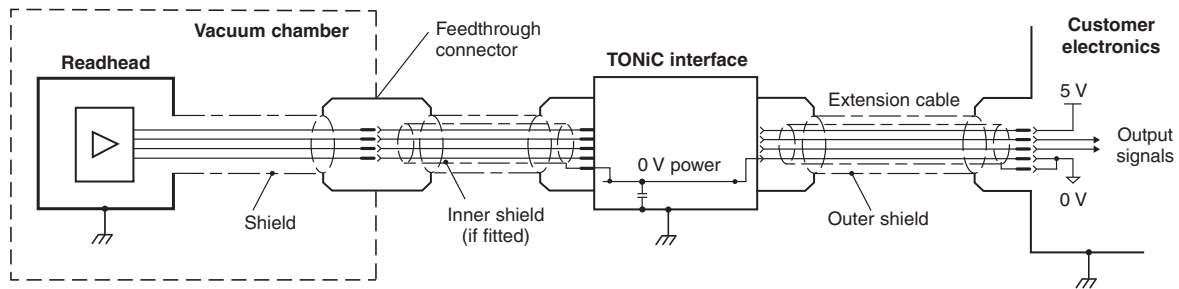 Vacuum chamber
Feedthrough
connector
Customer
electronics
Readhead
TONiC interface
5 V
Extension cable
Output
signals
0 V power
0 V
Shield
Inner shield
(if fitted)
Outer shield